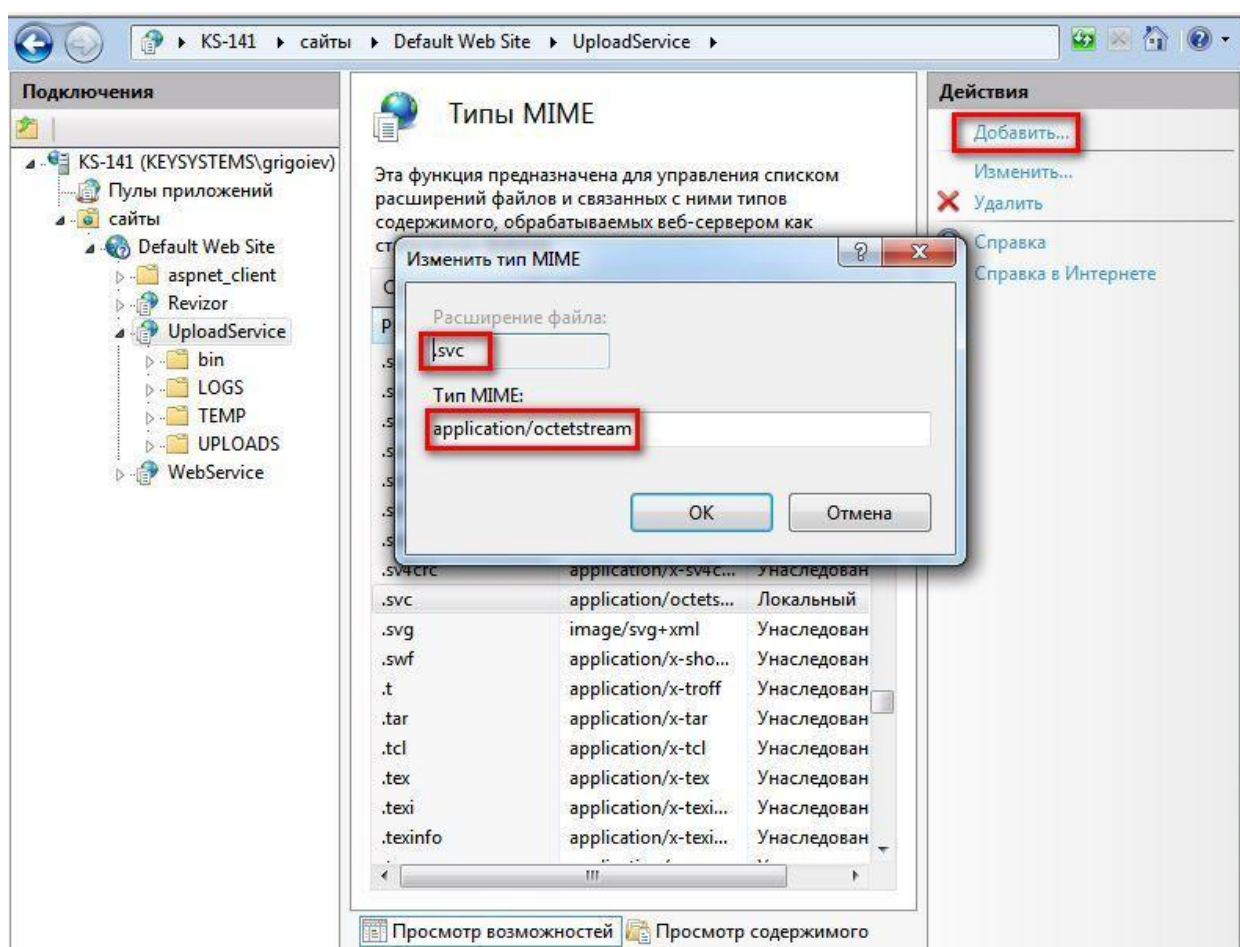 KS-141 сайты Default Web Site UploadService
Подключения
KS-141 (KEYSYSTEMS\grigoiev)
Пулы приложений
сайты
Default Web Site
aspnet_client
Revizor
UploadService
bin
LOGS
TEMP
UPLOADS
WebService
Типы MIME
Эта функция предназначена для управления списком
расширений файлов и связанных с ними типов
содержимого, обрабатываемых веб-сервером как
Изменить тип MIME
Расширение файла:
.svc
Тип MIME:
application/octetstream
ОК Отмена
.sv4crc application/x-sv4c... Унаследован
.svc application/octets... Локальный
.svg image/svg+xml Унаследован
.swf application/x-sho... Унаследован
.t application/x-troff Унаследован
.tar application/x-tar Унаследован
.tcl application/x-tcl Унаследован
.tex application/x-tex Унаследован
.texi application/x-texi... Унаследован
.texinfo application/x-texi... Унаследован
Просмотр возможностей Просмотр содержимого
Действия
Добавить...
Изменить...
Удалить
Справка
Справка в Интернете